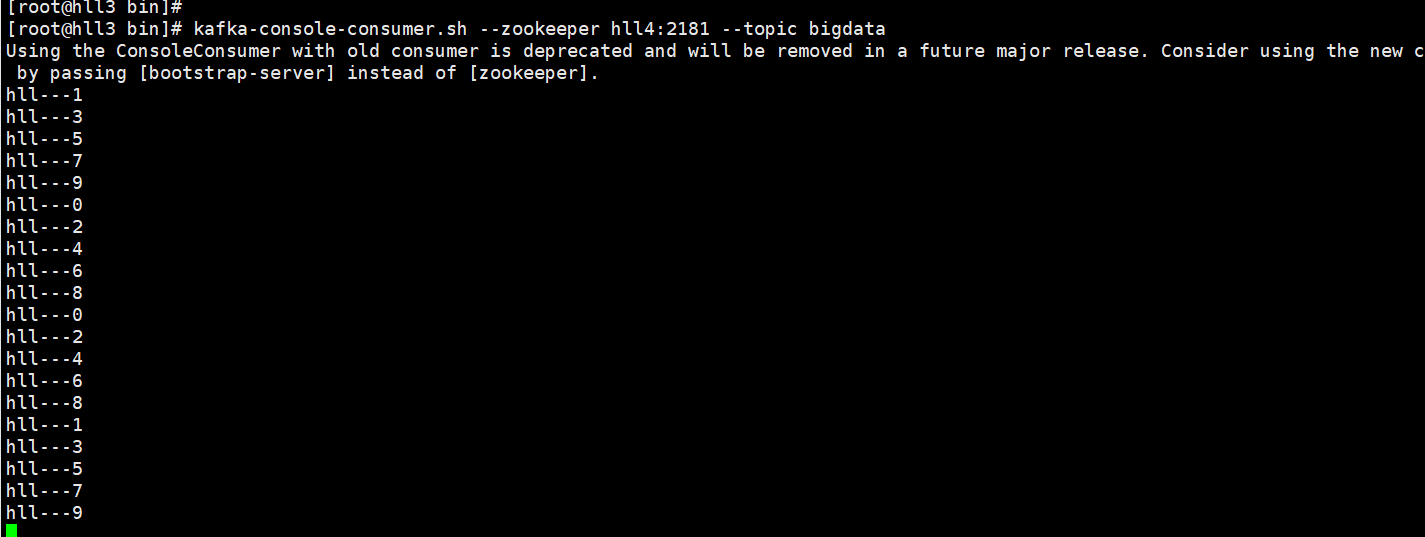 [root@hll3 bin]#
[root@hll3 bin]# kafka-console-consumer.sh --zookeeper hll4:2181 --topic bigdata
Using the ConsoleConsumer with old consumer is deprecated and will be removed in a future major release. Consider using the new c
by passing [bootstrap-server] instead of [zookeeper].
hll---1
hll---3
hll---5
hll---7
hll---9
hll---0
hll---2
hll---4
hll---6
hll---8
hll---0
hll---2
hll---4
hll---6
hll---8
hll---1
hll---3
hll---5
hll---7
hll---9